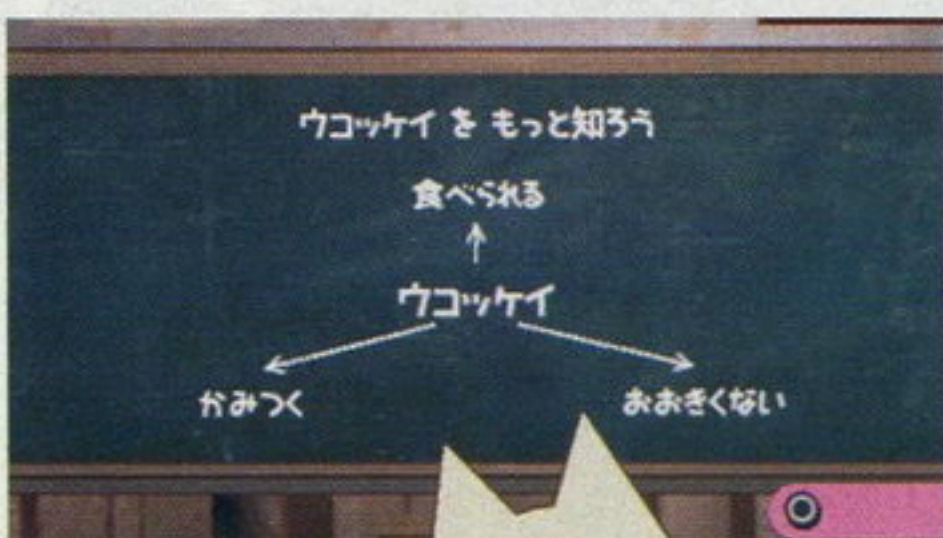 ウコッケイ を もっと知ろう
食べられる
ウコッケイ
かみつく
おおきくない